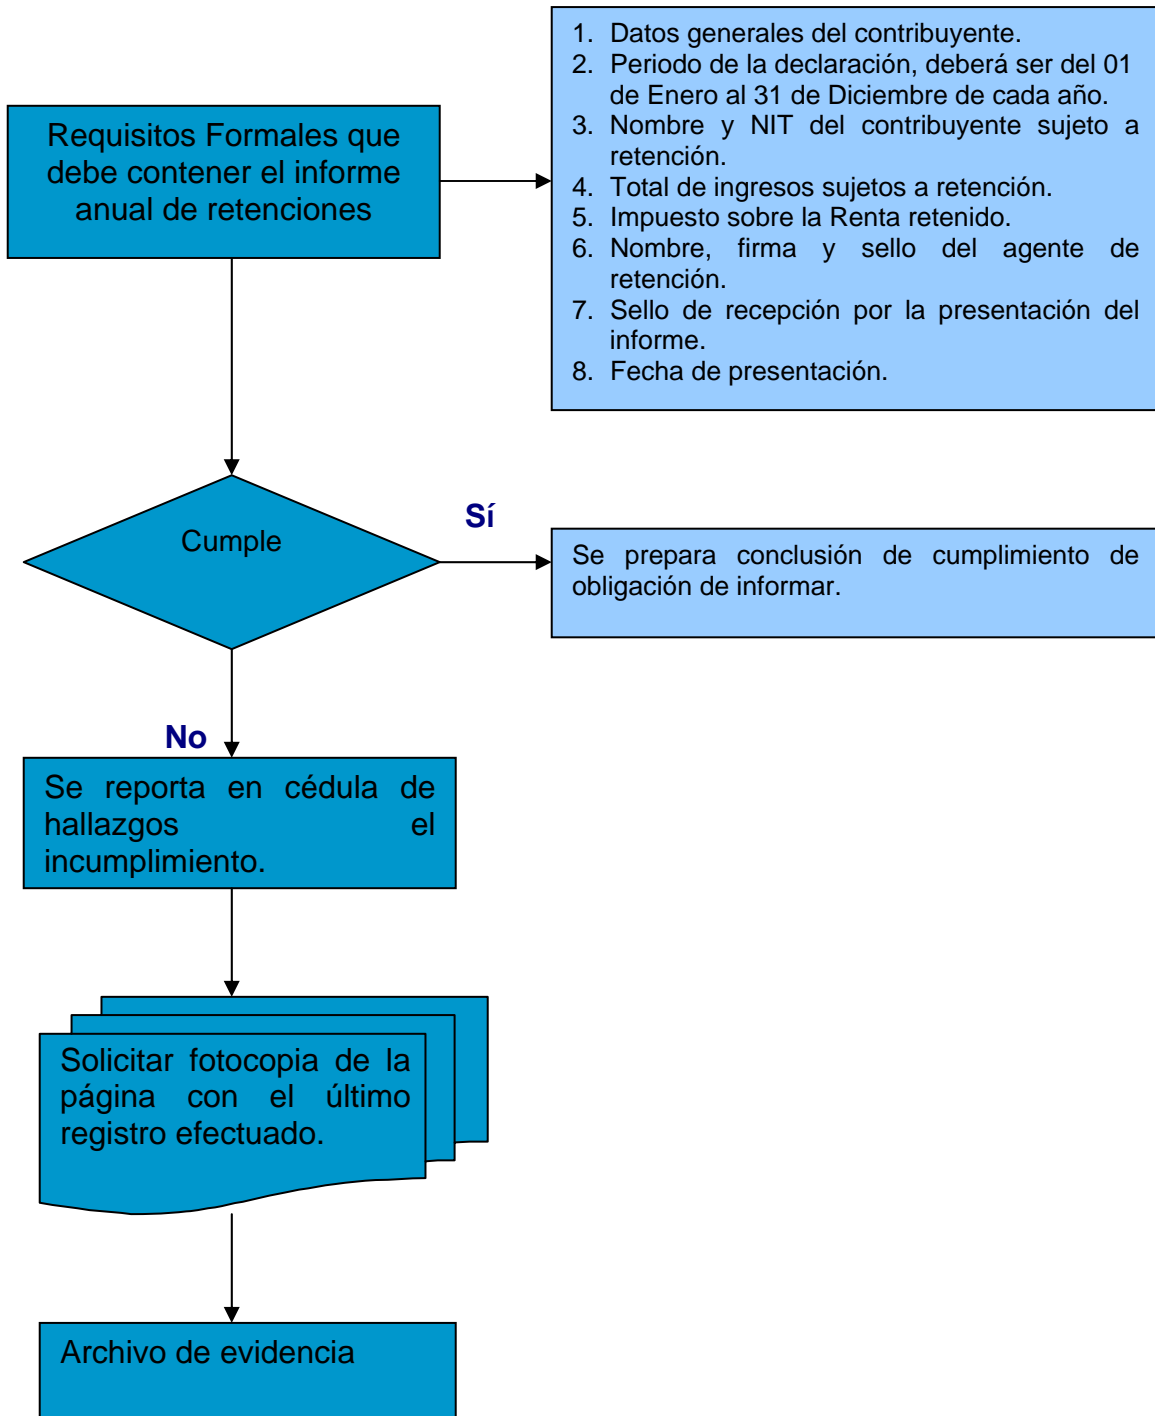 Requisitos Formales que
debe contener el informe
anual de retenciones
1. Datos generales del contribuyente.
2. Periodo de la declaración, deberá ser del 01
de Enero al 31 de Diciembre de cada año.
3. Nombre y NIT del contribuyente sujeto a
retención.
4. Total de ingresos sujetos a retención.
5. Impuesto sobre la Renta retenido.
6. Nombre, firma y sello del agente de
retención.
7. Sello de recepción por la presentación del
informe.
8. Fecha de presentación.
Cumple
Sí
Se prepara conclusión de cumplimiento de
obligación de informar.
No
Se reporta en cédula de
hallazgos el
incumplimiento.
Solicitar fotocopia de la
página con el último
registro efectuado.
Archivo de evidencia